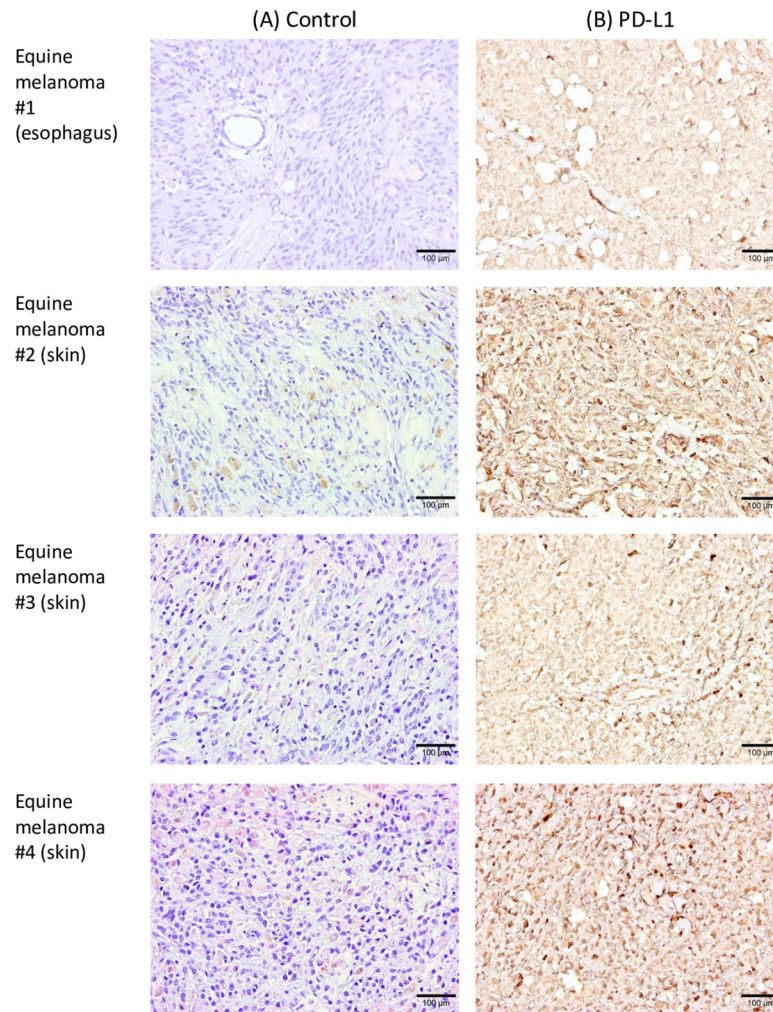 (A) Control
(B) PD-L1
Equine
melanoma
#1
(esophagus)
100 μm
100 μm
Equine
melanoma
#2 (skin)
100 μm
100 μm
Equine
melanoma
#3 (skin)
100 μm
100 μm
Equine
melanoma
#4 (skin)
100 μm
100 μm